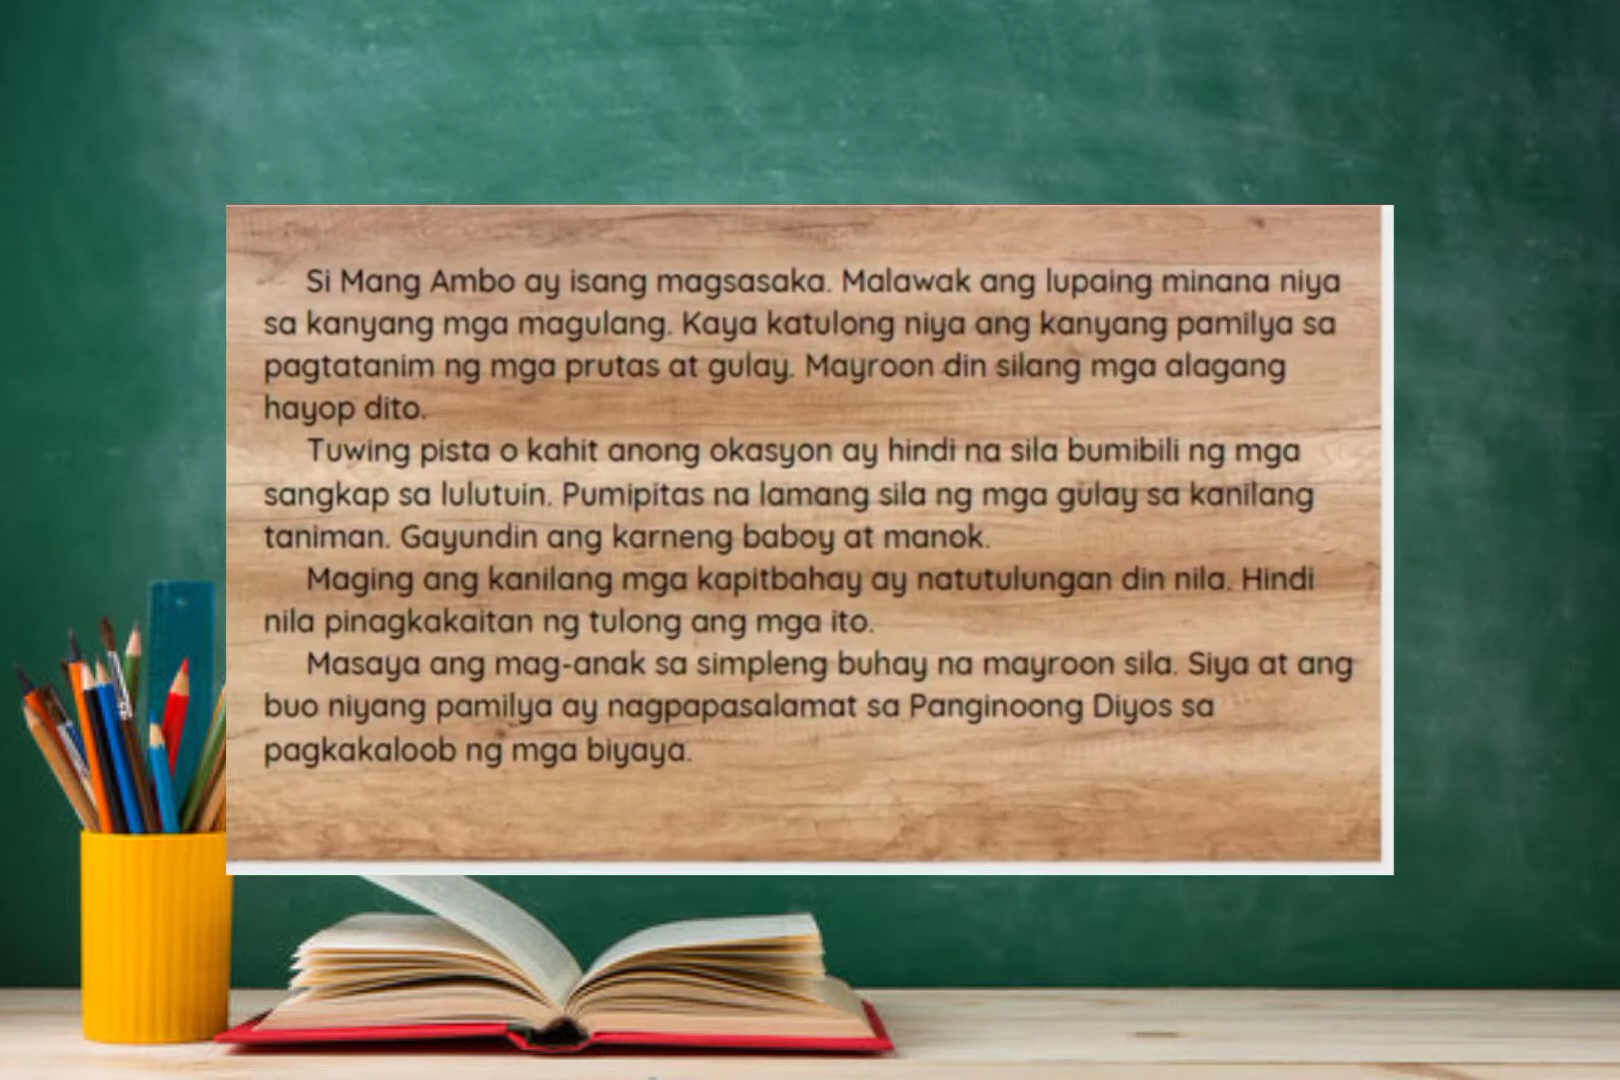 Si Mang Ambo ay isang magsasaka. Malawak ang lupaing minana niya
sa kanyang mga magulang. Kaya katulong niya ang kanyang pamilya sa
pagtatanim ng mga prutas at gulay. Mayroon din silang mga alagang
hayop dito.
Tuwing pista o kahit anong okasyon ay hindi na sila bumibili ng mga
sangkap sa lulutuin. Pumipitas na lamang sila ng mga gulay sa kanilang
taniman. Gayundin ang karneng baboy at manok.
Maging ang kanilang mga kapitbahay ay natutulungan din nila. Hindi
nila pinagkakaitan ng tulong ang mga ito.
Masaya ang mag-anak sa simpleng buhay na mayroon sila. Siya at ang
buo niyang pamilya ay nagpapasalamat sa Panginoong Diyos sa
pagkakaloob ng mga biyaya.